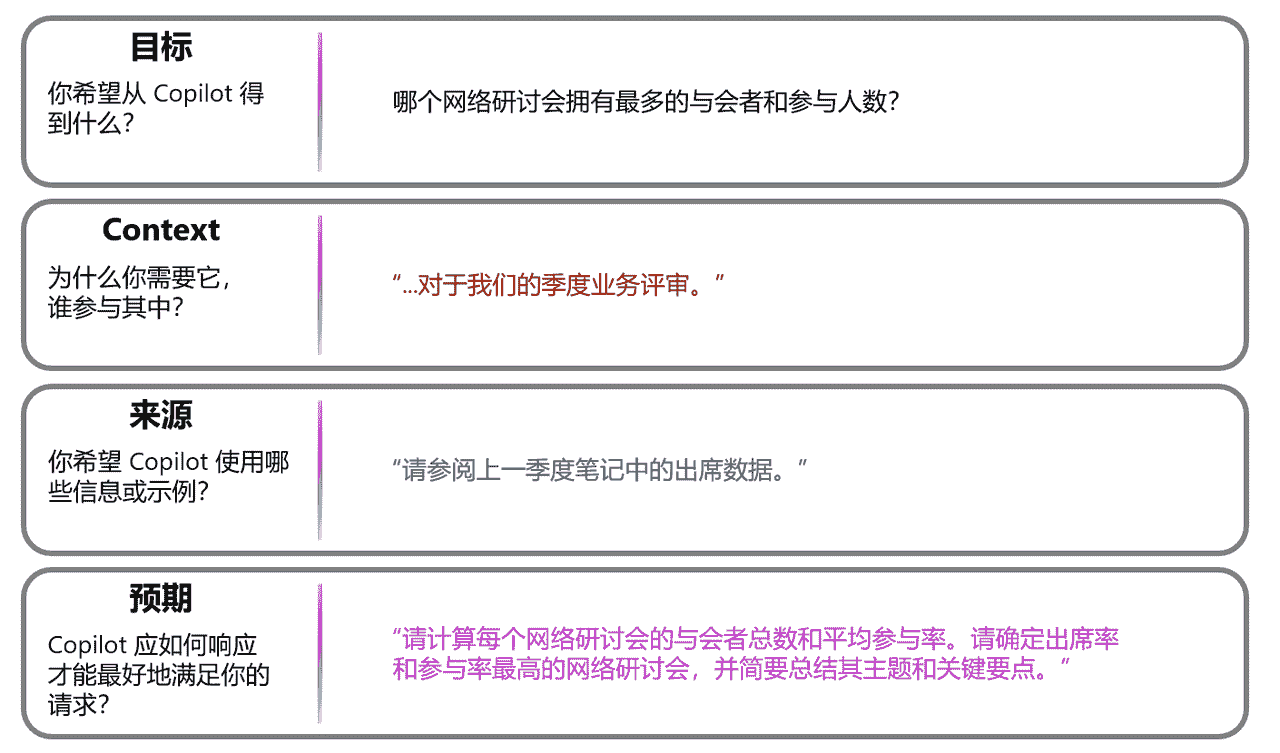 目标
你希望从 Copilot 得
到什么？
哪个网络研讨会拥有最多的与会者和参与人数？
Context
为什么你需要它，
谁参与其中？
“...对于我们的季度业务评审。”
来源
你希望 Copilot 使用哪
些信息或示例？
“请参阅上一季度笔记中的出席数据。”
预期
Copilot 应如何响应
才能最好地满足你的
请求？
“请计算每个网络研讨会的与会者总数和平均参与率。请确定出席率
和参与率最高的网络研讨会，并简要总结其主题和关键要点。”